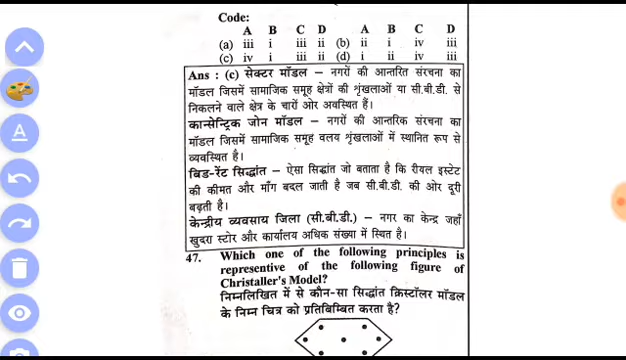 Code:
A B C D A B C D
(a) iii i iii ii (b) ii i iv iii
(c) iv i iii ii (d) i ii iv iii
Ans : (c) सेक्टर मॉडल – नगरों की आन्तरित संरचना का
मॉडल जिसमें सामाजिक समूह क्षेत्रों की शृंखलाओं या सी.बी.डी. से
निकलने वाले क्षेत्र के चारों ओर अवस्थित हैं।
कान्सेन्ट्रिक जोन मॉडल – नगरों की आन्तरिक संरचना का
मॉडल जिसमें सामाजिक समूह वलय शृंखलाओं में स्थानित रूप से
व्यवस्थित है।
बिड-रेंट सिद्धांत – ऐसा सिद्धांत जो बताता है कि रीयल इस्टेट
की कीमत और माँग बदल जाती है जब सी.बी.डी. की ओर दूरी
बढ़ती है।
केन्द्रीय व्यवसाय जिला (सी.बी.डी.) – नगर का केन्द्र जहाँ
खुदरा स्टोर और कार्यालय अधिक संख्या में स्थित है।
47. Which one of the following principles is
representive of the following figure of
Christaller's Model?
निम्नलिखित में से कौन-सा सिद्धांत क्रिस्टॉलर मॉडल
के निम्न चित्र को प्रतिबिम्बित करता है?
A